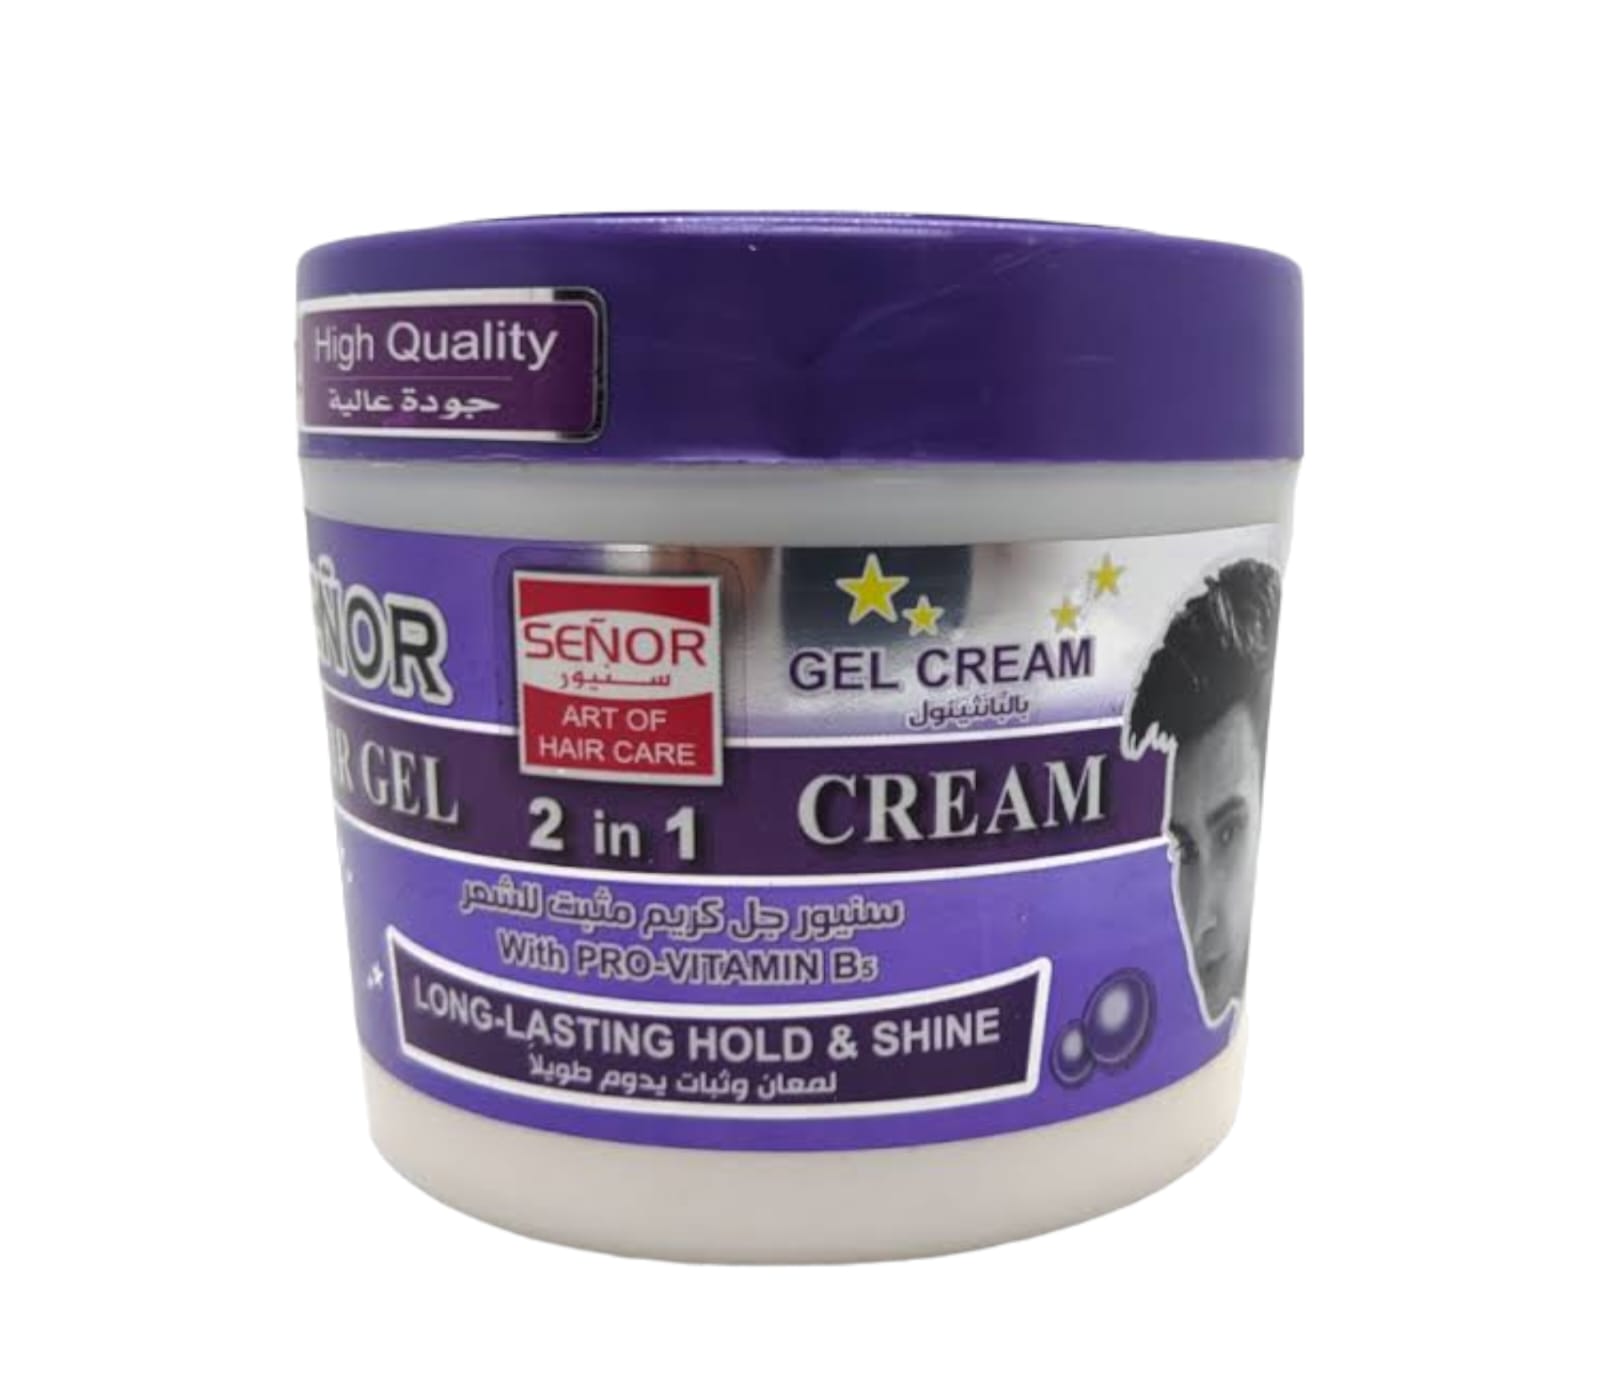 High Quality
جودة عالية
SEÑOR
سنيور
ART OF
HAIR CARE
GEL CREAM
بالبانثينول
GEL
2 in 1
CREAM
سنيور جل كريم مثبت للشعر
With PRO-VITAMIN B5
LONG-LASTING HOLD & SHINE
لمعان وثبات يدوم طويلاً